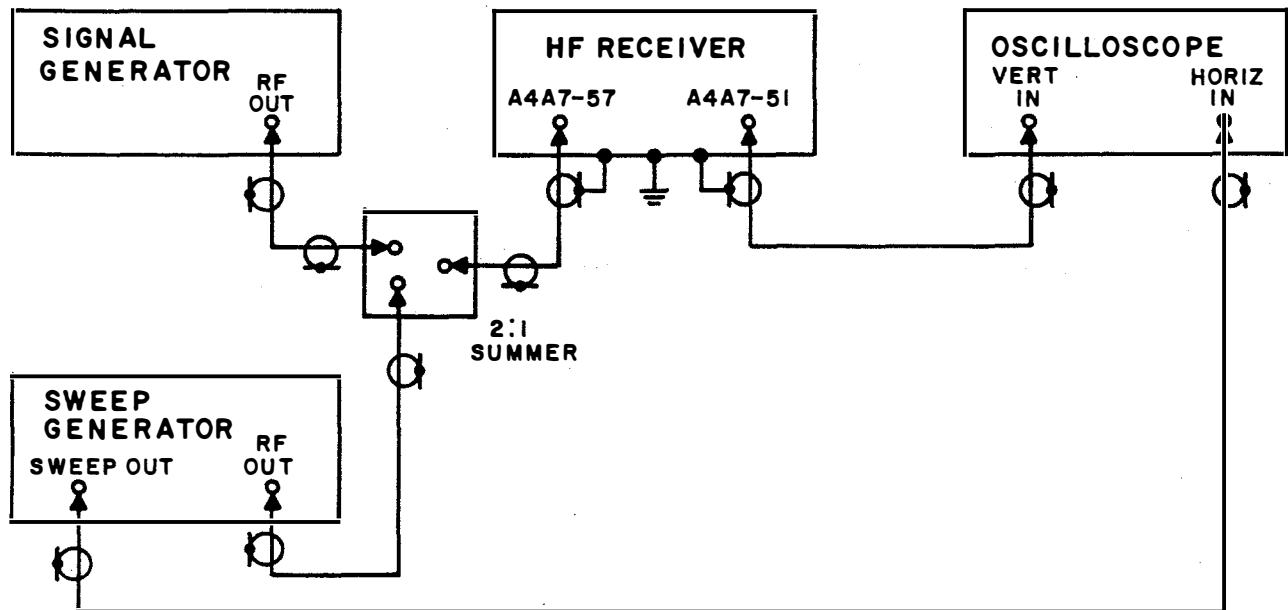 SIGNAL
GENERATOR
RF
OUT
HF RECEIVER
A4A7-57
A4A7-51
OSCILLOSCOPE
VERT
IN
HORIZ
IN
2:1
SUMMER
SWEEP
GENERATOR
SWEEP OUT
RF
OUT